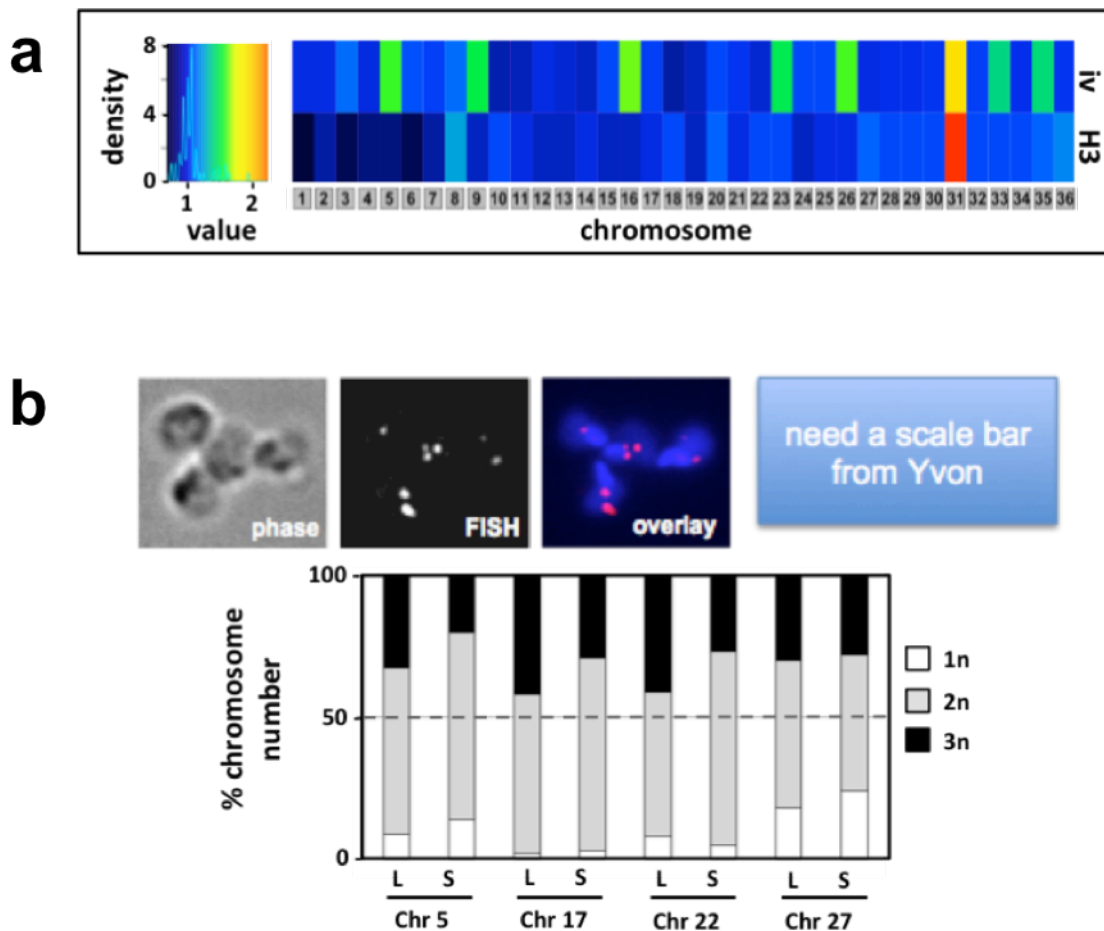 a
density
8
4
0
1 2
value
iv
H3
1 2 3 4 5 6 7 8 9 10 11 12 13 14 15 16 17 18 19 20 21 22 23 24 25 26 27 28 29 30 31 32 33 34 35 36
chromosome
b
phase
FISH
overlay
need a scale bar
from Yvon
% chromosome
number
100
50
0
1n
2n
3n
L S L S L S L S
Chr 5 Chr 17 Chr 22 Chr 27